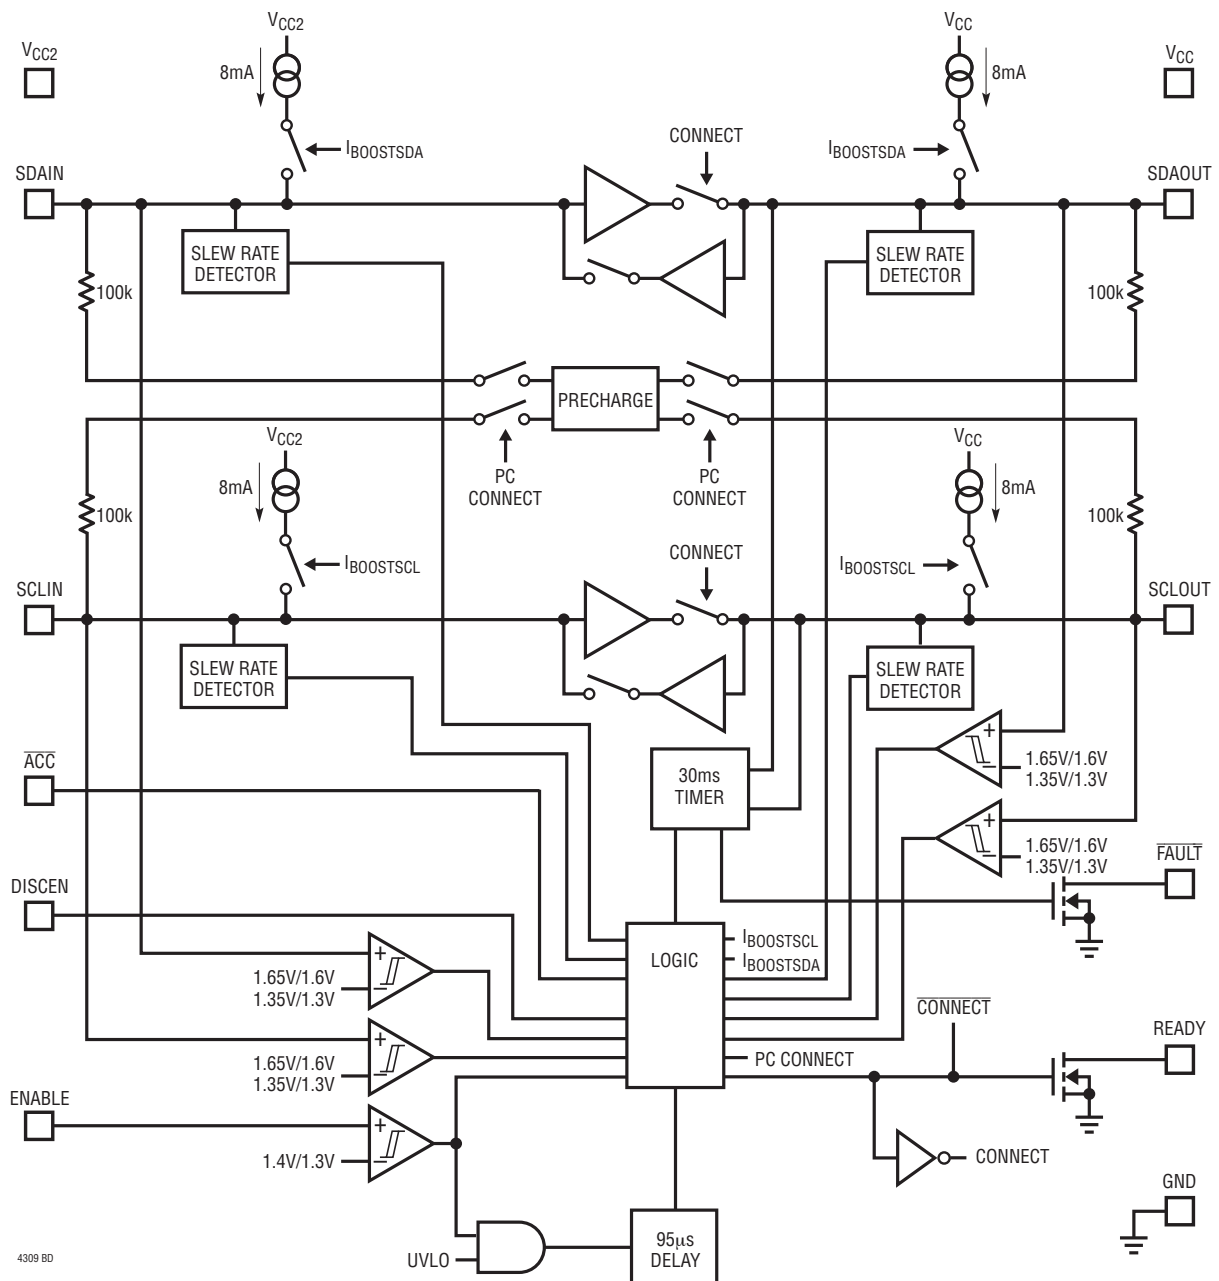 VCC2
VCC
VCC2
8mA
8mA
VCC
CONNECT
IBOOSTSDA
IBOOSTSDA
SDAIN
SDAOUT
SLEW RATE
DETECTOR
SLEW RATE
DETECTOR
100k
100k
PRECHARGE
VCC2
PC
CONNECT
PC
CONNECT
VCC
8mA
8mA
100k
100k
CONNECT
IBOOSTSCL
IBOOSTSCL
SCLIN
SCLOUT
SLEW RATE
DETECTOR
SLEW RATE
DETECTOR
ACC
30ms
TIMER
1.65V/1.6V
1.35V/1.3V
1.65V/1.6V
1.35V/1.3V
FAULT
DISCEN
LOGIC
IBOOSTSCL
IBOOSTSDA
1.65V/1.6V
1.35V/1.3V
CONNECT
READY
1.65V/1.6V
1.35V/1.3V
PC CONNECT
ENABLE
1.4V/1.3V
CONNECT
GND
UVLO
95µs
DELAY
4309 BD